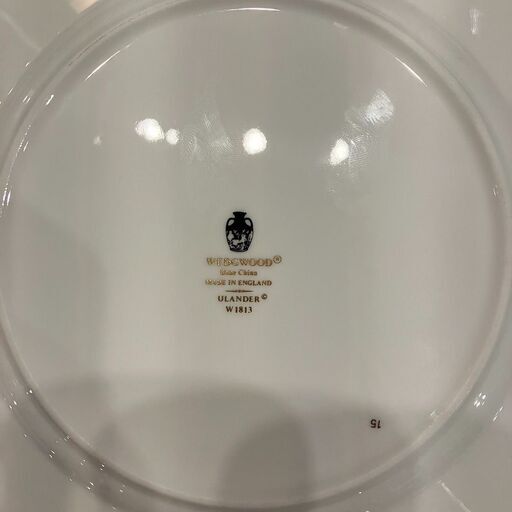 WEDGWOOD®
Bone China
MADE IN ENGLAND
ULANDER©
W1813
15